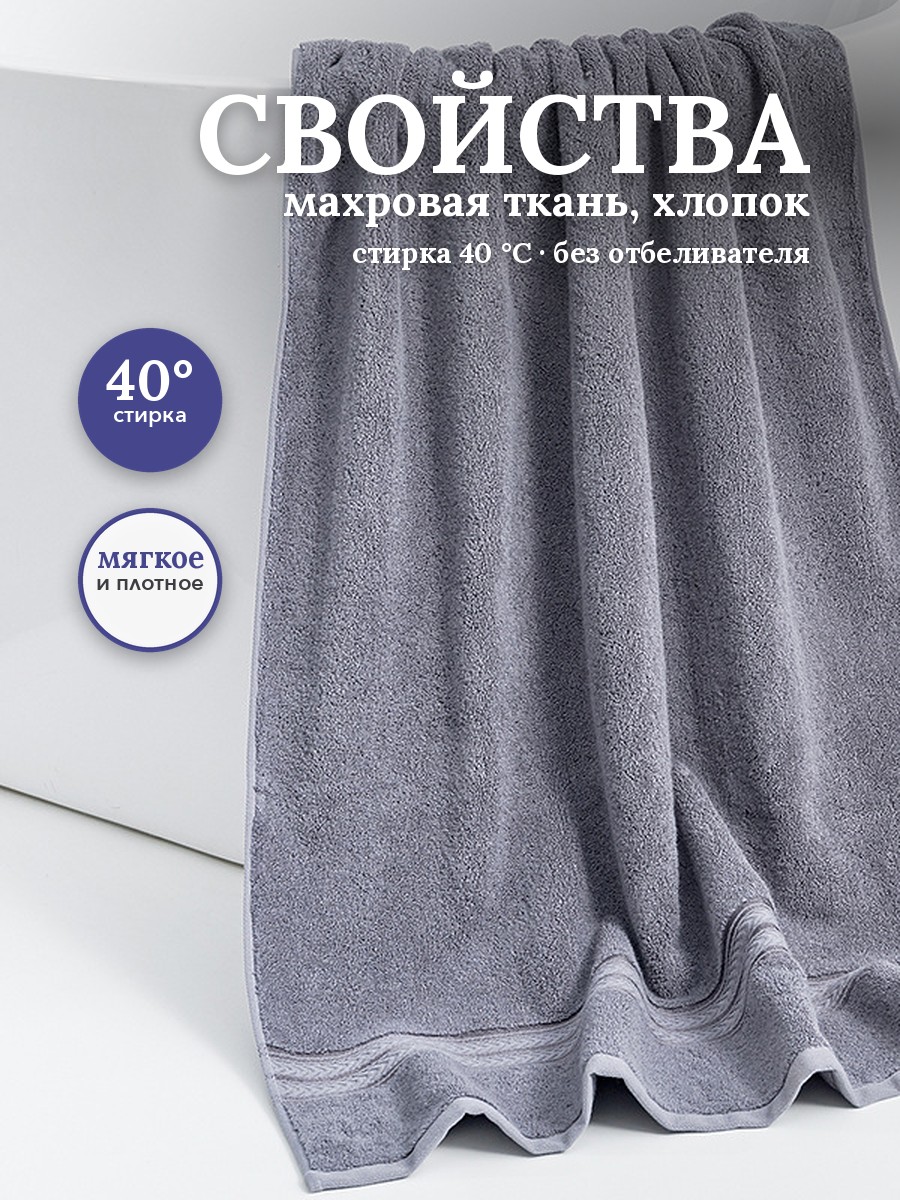 СВОЙСТВА
махровая ткань, хлопок
стирка 40 °C · без отбеливателя
40°
стирка
мягкое
и плотное